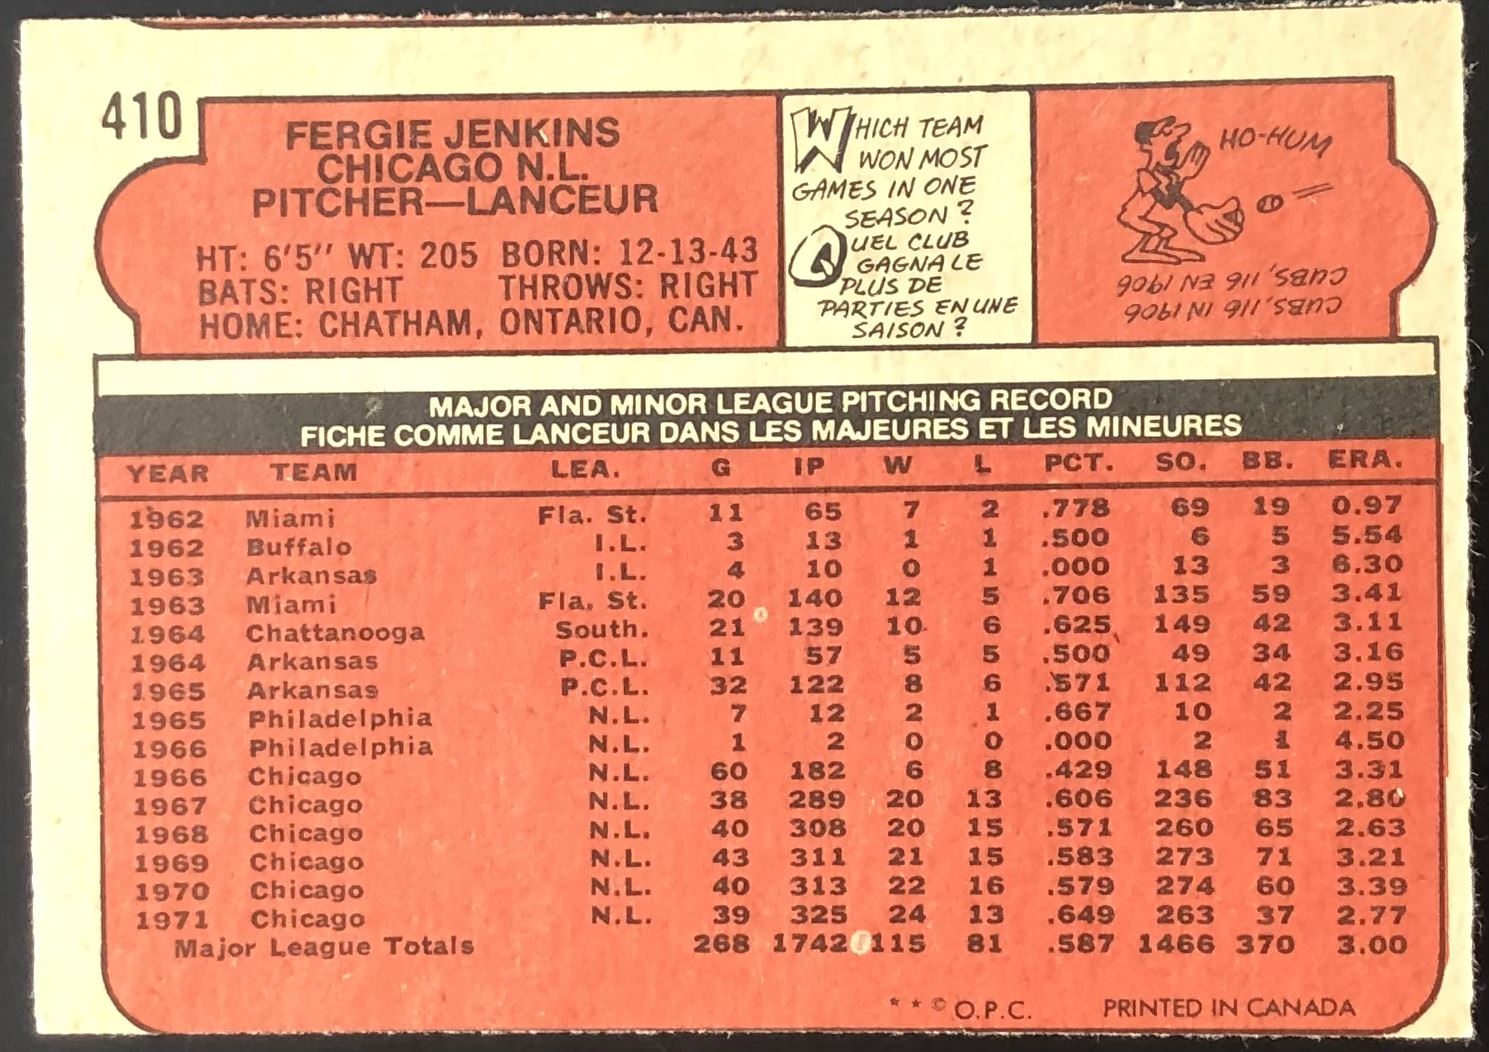 410
FERGIE JENKINS
CHICAGO N.L.
PITCHER—LANCEUR
HT: 6'5" WT: 205 BORN: 12-13-43
BATS: RIGHT THROWS: RIGHT
HOME: CHATHAM, ONTARIO, CAN.
WHICH TEAM
WON MOST
GAMES IN ONE
SEASON?
QUEL CLUB
GAGNA LE
PLUS DE
PARTIES EN UNE
SAISON?
HO-HUM
CUBS, 116 IN 1906
CUBS, 116 EN 1906
MAJOR AND MINOR LEAGUE PITCHING RECORD
FICHE COMME LANCEUR DANS LES MAJEURES ET LES MINEURES
YEAR TEAM LEA. G IP W L PCT. SO. BB. ERA.
1962 Miami Fla. St. 11 65 7 2 .778 69 19 0.97
1962 Buffalo I.L. 3 13 1 1 .500 6 5 5.54
1963 Arkansas I.L. 4 10 0 1 .000 13 3 6.30
1963 Miami Fla. St. 20 140 12 5 .706 135 59 3.41
1964 Chattanooga South. 21 139 10 6 .625 149 42 3.11
1964 Arkansas P.C.L. 11 57 5 5 .500 49 34 3.16
1965 Arkansas P.C.L. 32 122 8 6 .571 112 42 2.95
1965 Philadelphia N.L. 7 12 2 1 .667 10 2 2.25
1966 Philadelphia N.L. 1 2 0 0 .000 2 1 4.50
1966 Chicago N.L. 60 182 6 8 .429 148 51 3.31
1967 Chicago N.L. 38 289 20 13 .606 236 83 2.80
1968 Chicago N.L. 40 308 20 15 .571 260 65 2.63
1969 Chicago N.L. 43 311 21 15 .583 273 71 3.21
1970 Chicago N.L. 40 313 22 16 .579 274 60 3.39
1971 Chicago N.L. 39 325 24 13 .649 263 37 2.77
Major League Totals 268 1742 115 81 .587 1466 370 3.00
* * © O.P.C. PRINTED IN CANADA